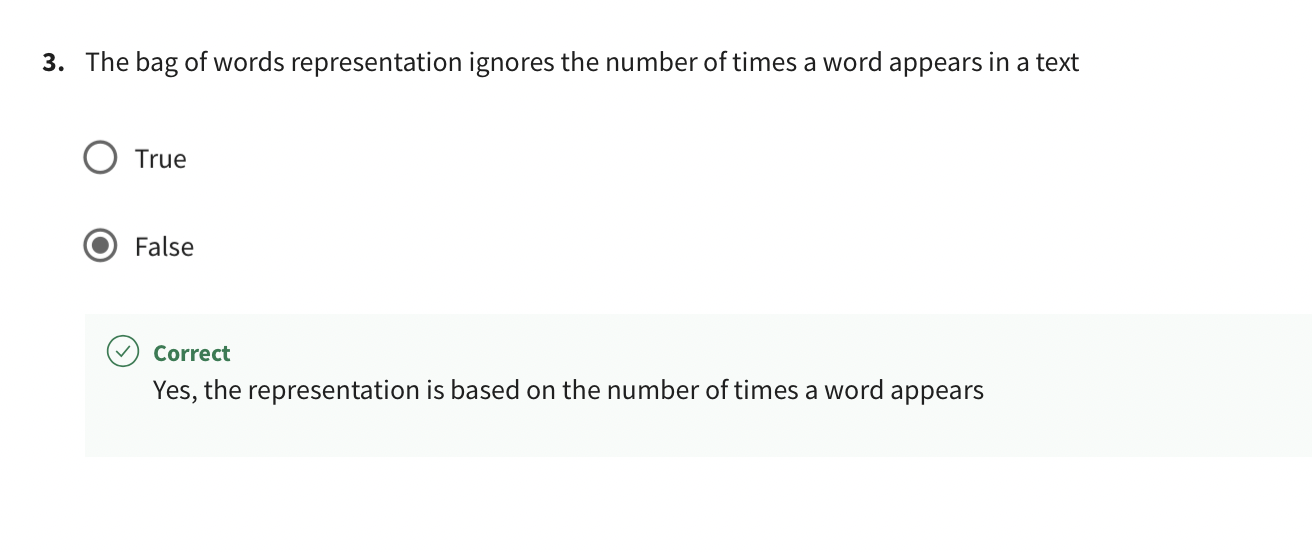 3. The bag of words representation ignores the number of times a word appears in a text
True
False
Correct
Yes, the representation is based on the number of times a word appears